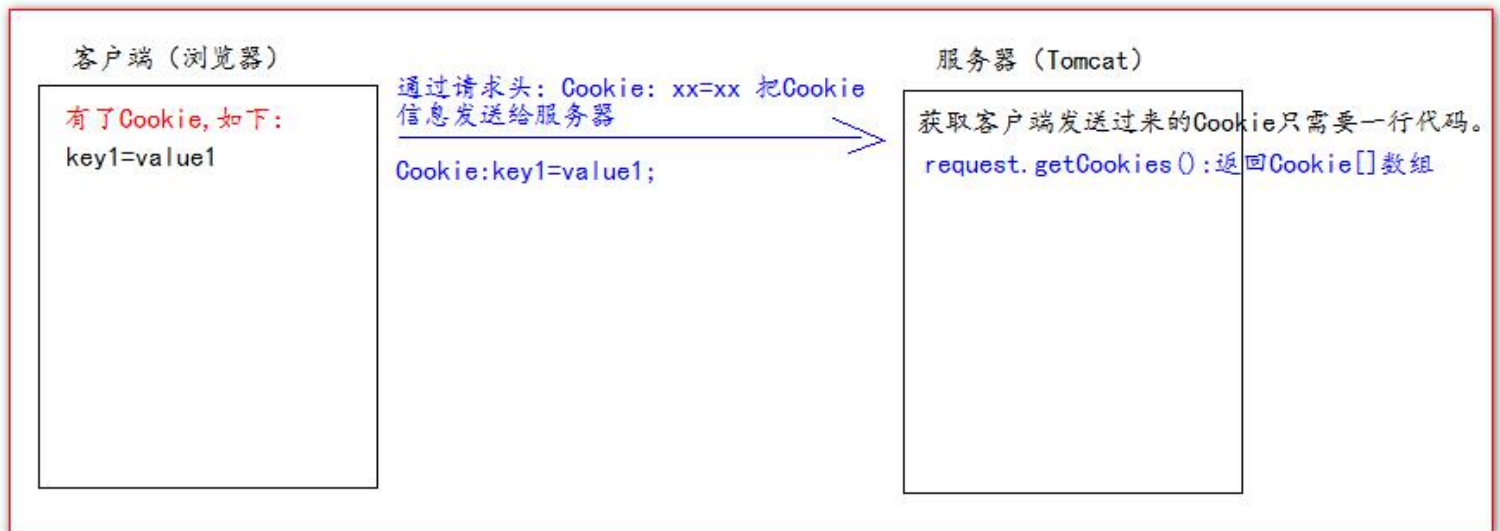 客户端（浏览器）
有了Cookie,如下:
key1=value1
通过请求头: Cookie: xx=xx 把Cookie
信息发送给服务器
Cookie:key1=value1;
服务器（Tomcat）
获取客户端发送过来的Cookie只需要一行代码。
request.getCookies():返回Cookie[]数组